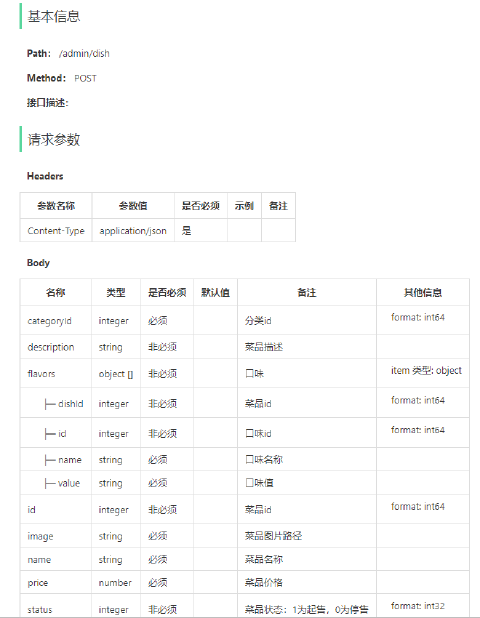 基本信息
Path： /admin/dish
Method： POST
接口描述：
请求参数
Headers
参数名称 参数值 是否必须 示例 备注
Content-Type application/json 是
Body
名称 类型 是否必须 默认值 备注 其他信息
categoryId integer 必须 分类id format: int64
description string 非必须 菜品描述
flavors object [] 非必须 口味 item 类型: object
├─ dishId integer 非必须 菜品id format: int64
├─ id integer 非必须 口味id format: int64
├─ name string 必须 口味名称
├─ value string 必须 口味值
id integer 非必须 菜品id format: int64
image string 必须 菜品图片路径
name string 必须 菜品名称
price number 必须 菜品价格
status integer 非必须 菜品状态：1为起售，0为停售 format: int32